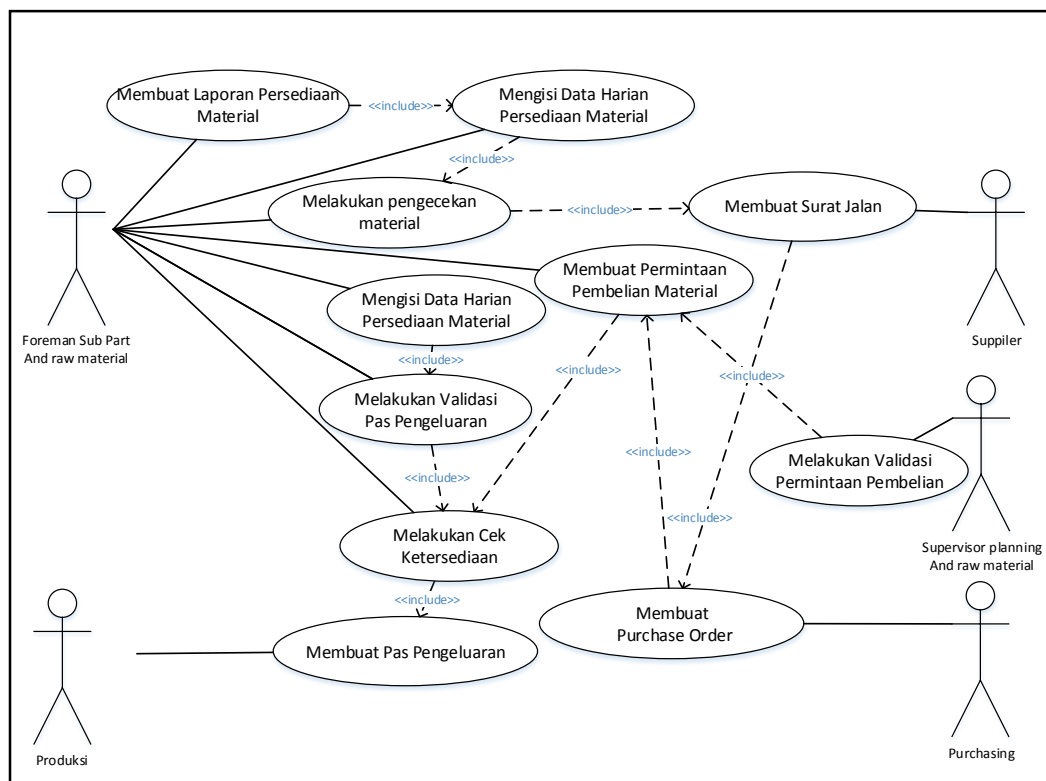 Membuat Laporan Persediaan
Material
<<include>>
Mengisi Data Harian
Persediaan Material
<<include>>
Melakukan pengecekan
material
<<include>>
Membuat Surat Jalan
Foreman Sub Part
And raw material
Suppiler
Membuat Permintaan
Pembelian Material
Mengisi Data Harian
Persediaan Material
<<include>>
<<include>>
<<include>>
Melakukan Validasi
Pas Pengeluaran
<<include>>
<<include>>
<<include>>
Melakukan Validasi
Permintaan Pembelian
Melakukan Cek
Ketersediaan
Supervisor planning
And raw material
<<include>>
Membuat
Purchase Order
Membuat Pas Pengeluaran
Produksi
Purchasing